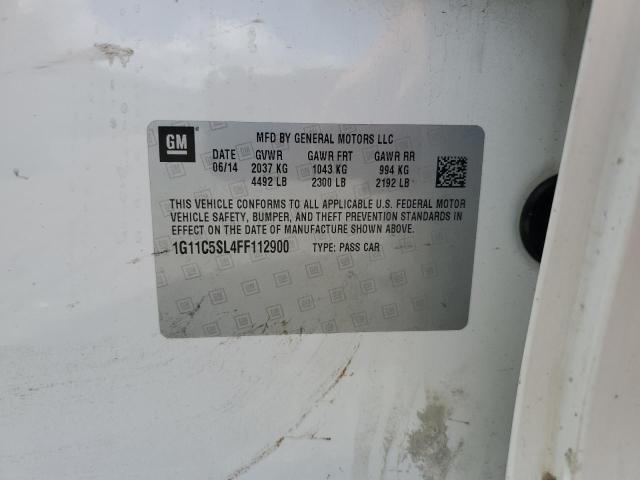 GM
MFD BY GENERAL MOTORS LLC
DATE GVWR GAWR FRT GAWR RR
06/14 2037 KG 1043 KG 994 KG
4492 LB 2300 LB 2192 LB
THIS VEHICLE CONFORMS TO ALL APPLICABLE U.S. FEDERAL MOTOR
VEHICLE SAFETY, BUMPER, AND THEFT PREVENTION STANDARDS IN
EFFECT ON THE DATE OF MANUFACTURE SHOWN ABOVE.
1G11C5SL4FF112900 TYPE: PASS CAR